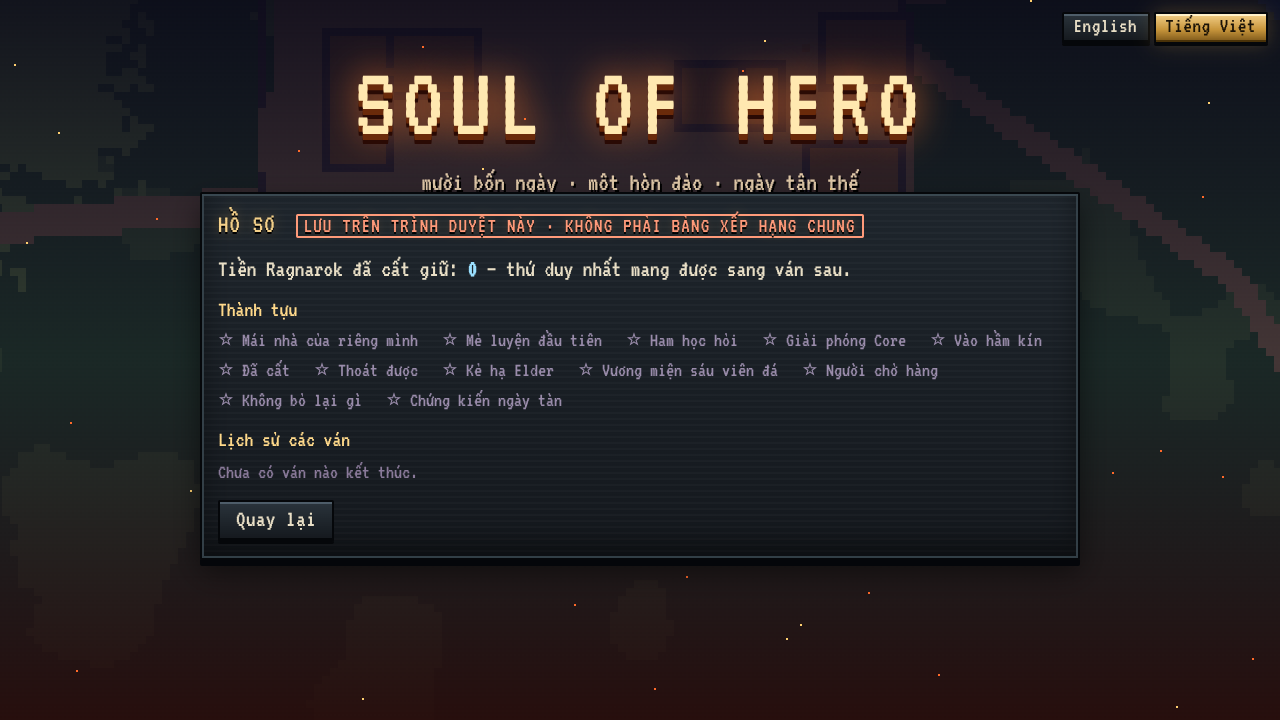 English Tiếng Việt
SOUL OF HERO
mười bốn ngày · một hòn đảo · ngày tận thế
HỒ SƠ LƯU TRÊN TRÌNH DUYỆT NÀY · KHÔNG PHẢI BẢNG XẾP HẠNG CHUNG
Tiền Ragnarok đã cất giữ: 0 — thứ duy nhất mang được sang ván sau.
Thành tựu
☆ Mái nhà của riêng mình ☆ Mẻ luyện đầu tiên ☆ Ham học hỏi ☆ Giải phóng Core ☆ Vào hầm kín
☆ Đã cất ☆ Thoát được ☆ Kẻ hạ Elder ☆ Vương miện sáu viên đá ☆ Người chở hàng
☆ Không bỏ lại gì ☆ Chứng kiến ngày tàn
Lịch sử các ván
Chưa có ván nào kết thúc.
Quay lại